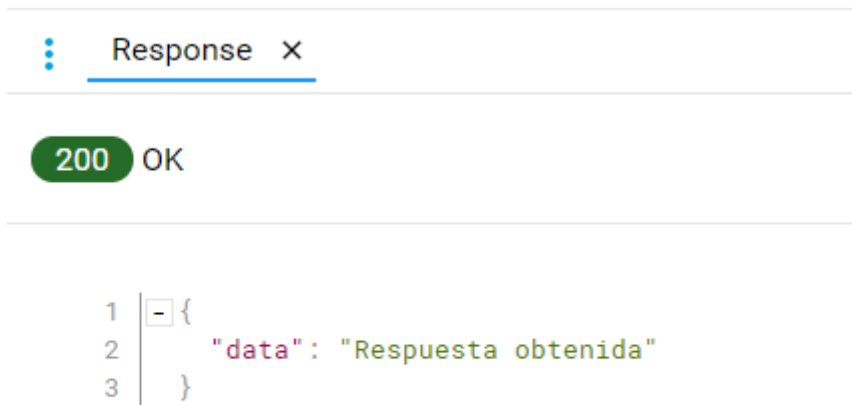 Response ×
200 OK
1 - {
2 "data": "Respuesta obtenida"
3 }